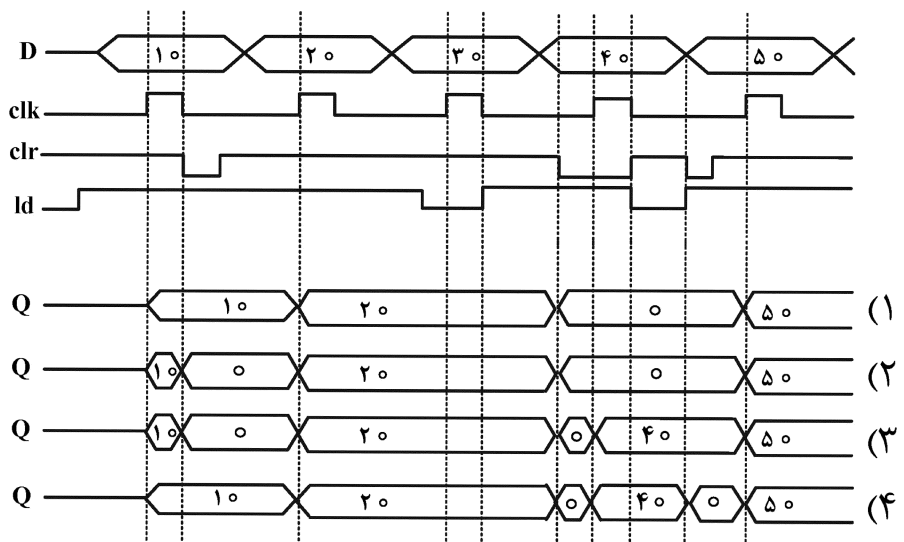 D ۱۰ ۲۰ ۳۰ ۴۰ ۵۰
clk
clr
ld
Q ۱۰ ۲۰ ۰ ۵۰ (۱
Q ۱۰ ۰ ۲۰ ۰ ۵۰ (۲
Q ۱۰ ۰ ۲۰ ۰ ۴۰ ۵۰ (۳
Q ۱۰ ۲۰ ۰ ۴۰ ۰ ۵۰ (۴